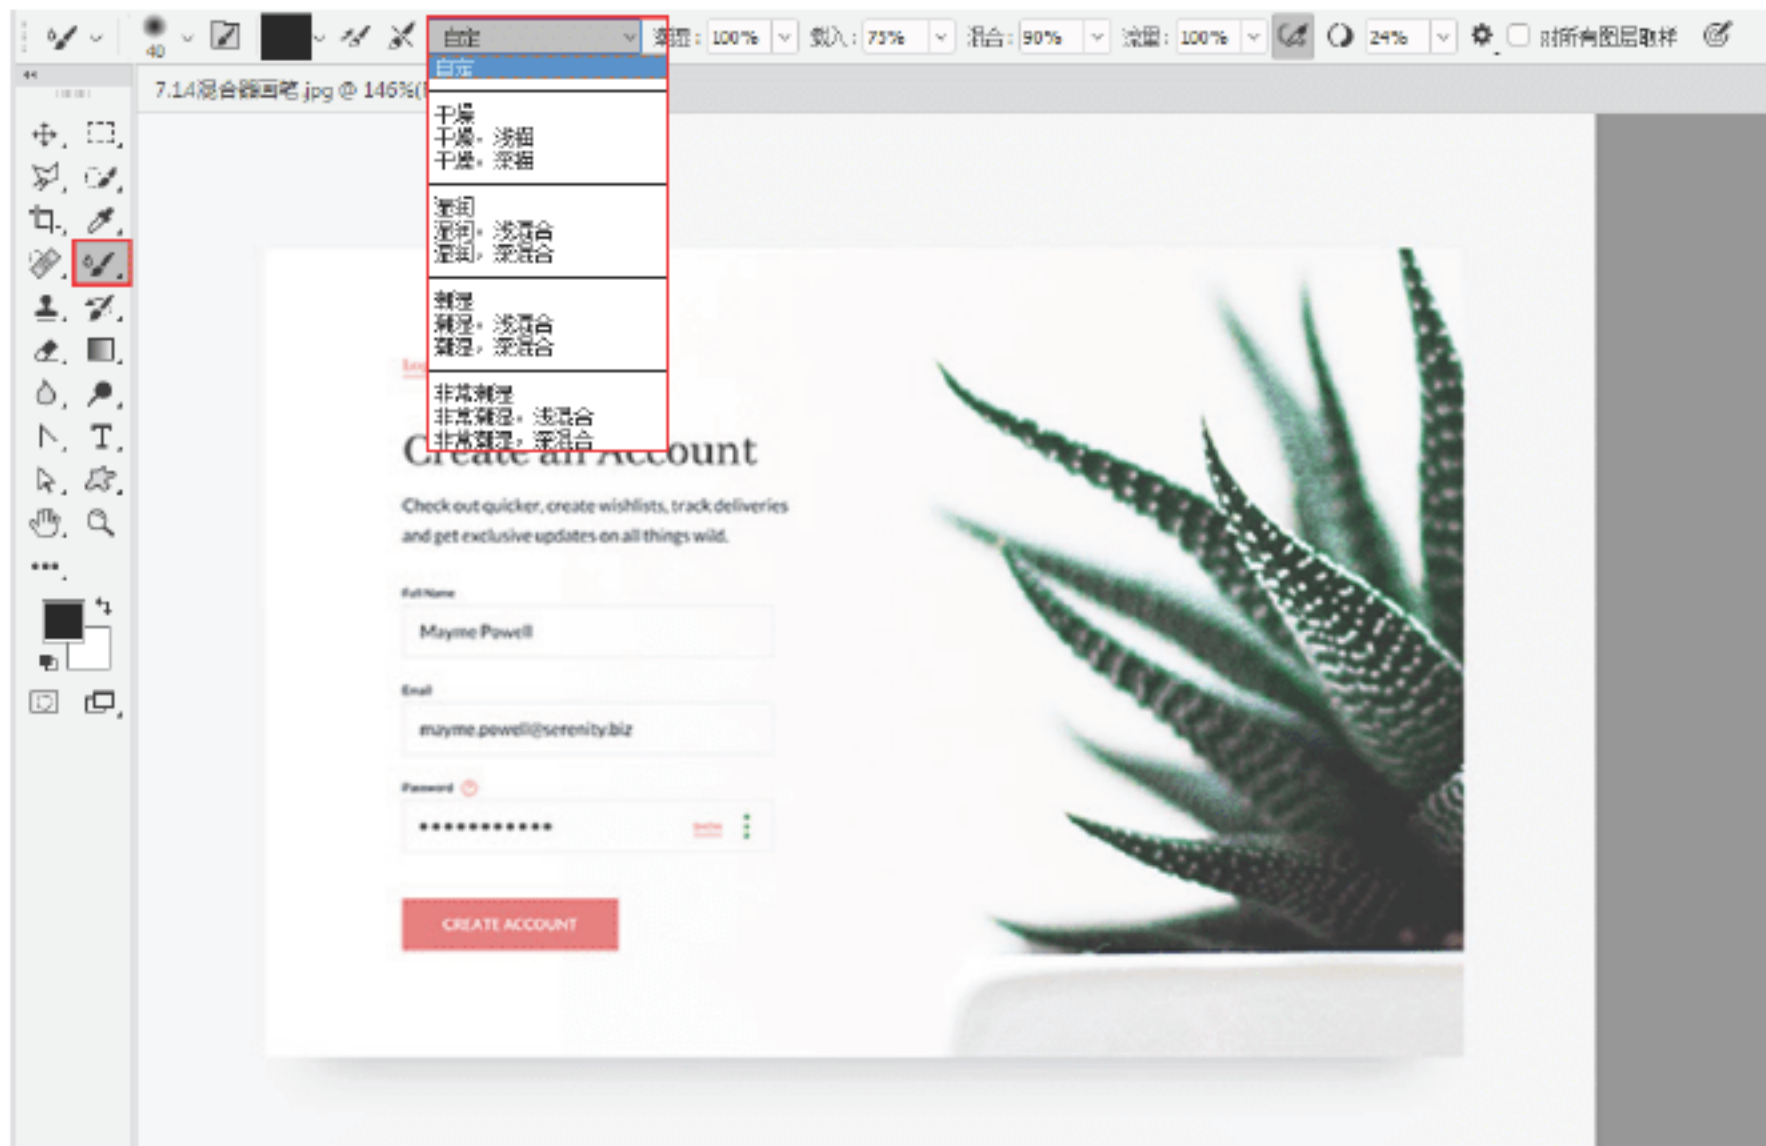 自定 潮湿: 100% 载入: 75% 混合: 90% 流量: 100% 24% 对所有图层取样
40
自定
7.14混合器画笔.jpg @ 146%(
干燥
干燥，浅描
干燥，深描
湿润
湿润，浅混合
湿润，深混合
潮湿
潮湿，浅混合
潮湿，深混合
非常潮湿
非常潮湿，浅混合
非常潮湿，深混合
Create an Account
Check out quicker, create wishlists, track deliveries
and get exclusive updates on all things wild.
Full Name
Mayme Powell
Email
mayme.powell@serenity.biz
Password
CREATE ACCOUNT